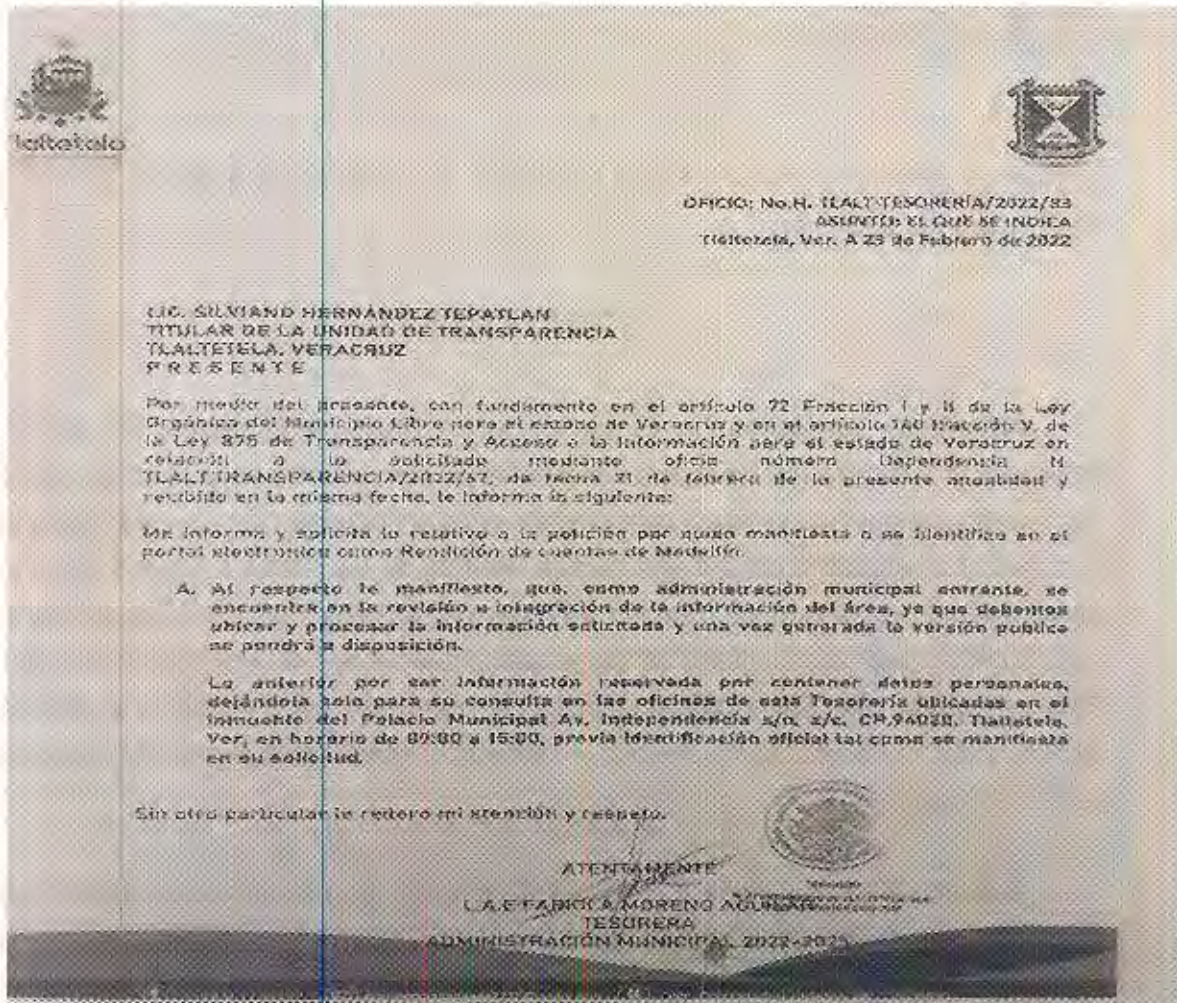 OFICIO: No.H. TLALT-TESORERÍA/2022/83
ASUNTO: EL QUE SE INDICA
Tlaltetela, Ver. A 23 de Febrero de 2022
LIC. SILVIANO HERNÁNDEZ TEPATLAN
TITULAR DE LA UNIDAD DE TRANSPARENCIA
TLALTETELA, VERACRUZ
P R E S E N T E
Por medio del presente, con fundamento en el artículo 72 Fracción I y II de la Ley
Orgánica del Municipio Libre para el estado de Veracruz y en el artículo 140 fracción V, de
la Ley 875 de Transparencia y Acceso a la Información para el estado de Veracruz en
relación a lo solicitado mediante oficio número Dependencia H.
TLALT.TRANSPARENCIA/2022/57, de fecha 21 de febrero de la presente anualidad y
recibido en la misma fecha, le informo lo siguiente:
Me informa y solicita lo relativo a la petición por quien manifiesta o se identifica en el
portal electrónico como Rendición de cuentas de Medellín.
A. Al respecto le manifiesto, que, como administración municipal entrante, se
encuentra en la revisión e integración de la información del área, ya que debemos
ubicar y procesar la información solicitada y una vez generada la versión publica
se pondrá a disposición.
Lo anterior por ser información reservada por contener datos personales,
dejándola solo para su consulta en las oficinas de esta Tesorería ubicadas en el
inmueble del Palacio Municipal Av. Independencia s/n, z/c, CP.94020, Tlaltetela,
Ver, en horario de 09:00 a 15:00, previa identificación oficial tal como se manifiesta
en su solicitud.
Sin otro particular le reitero mi atención y respeto.
ATENTAMENTE
L.A.E FABIOLA MORENO AGUILAR
TESORERA
ADMINISTRACIÓN MUNICIPAL 2022-2025